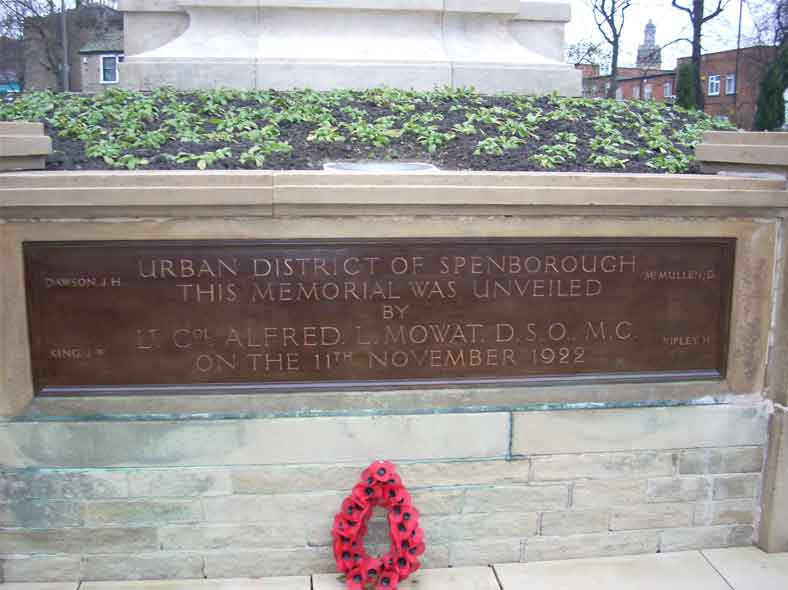 URBAN DISTRICT OF SPENBOROUGH
THIS MEMORIAL WAS UNVEILED
BY
LT. COL ALFRED. L. MOWAT. D.S.O., M.C.
ON THE 11TH NOVEMBER 1922
DAWSON, J. H.
KING, J. W.
MCMULLEN, D.
RIPLEY, H.